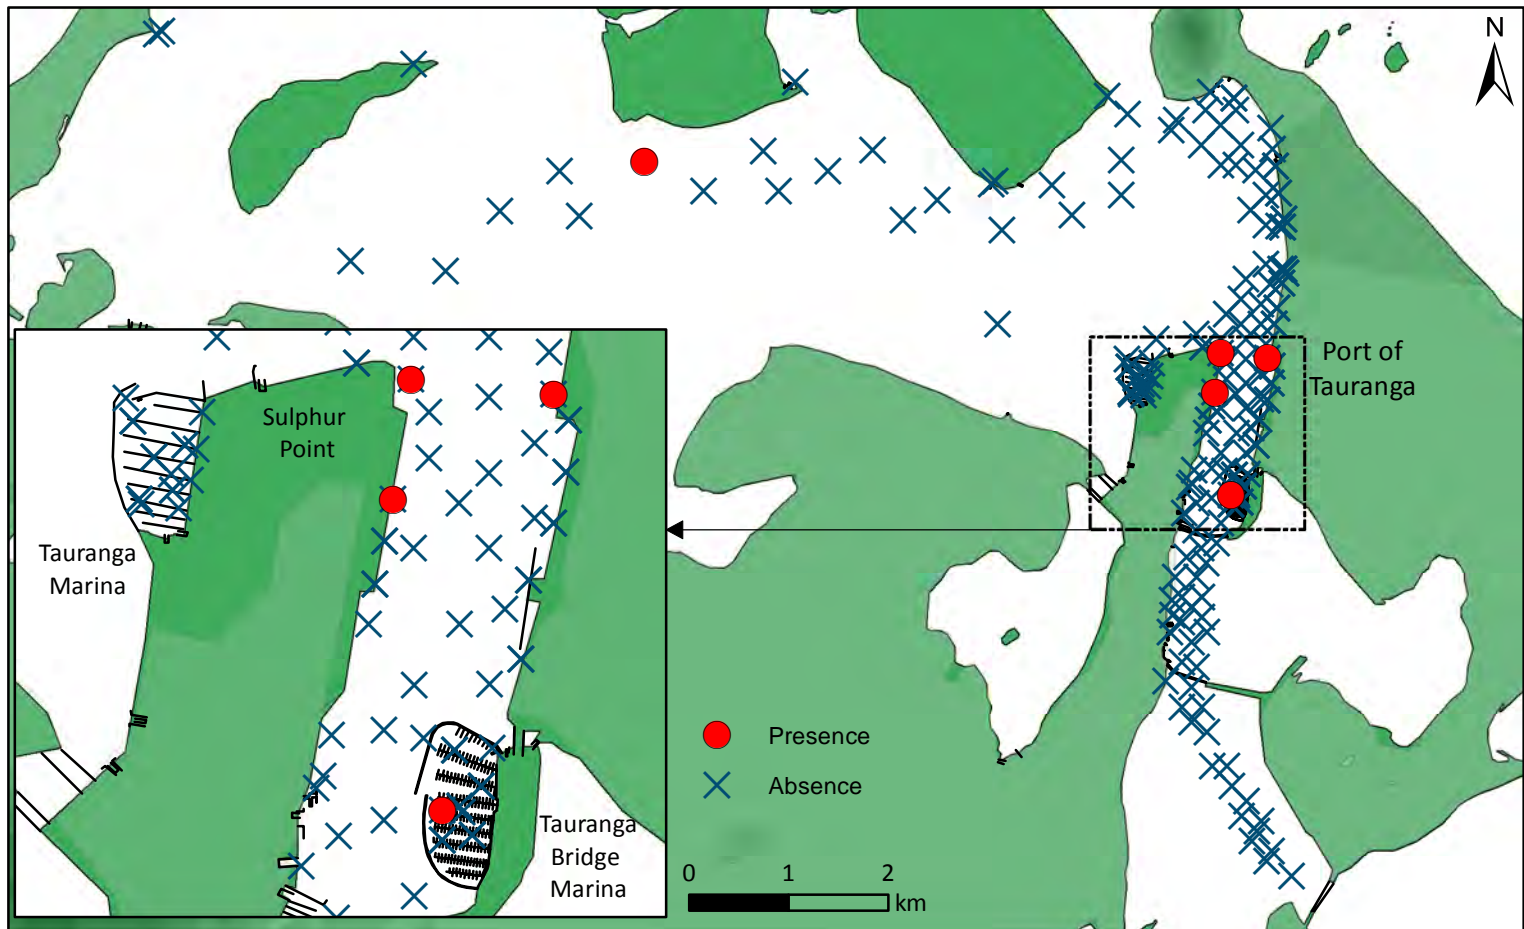 N
Port of
Tauranga
Sulphur
Point
Tauranga
Marina
Presence
Absence
Tauranga
Bridge
Marina
0 1 2
km